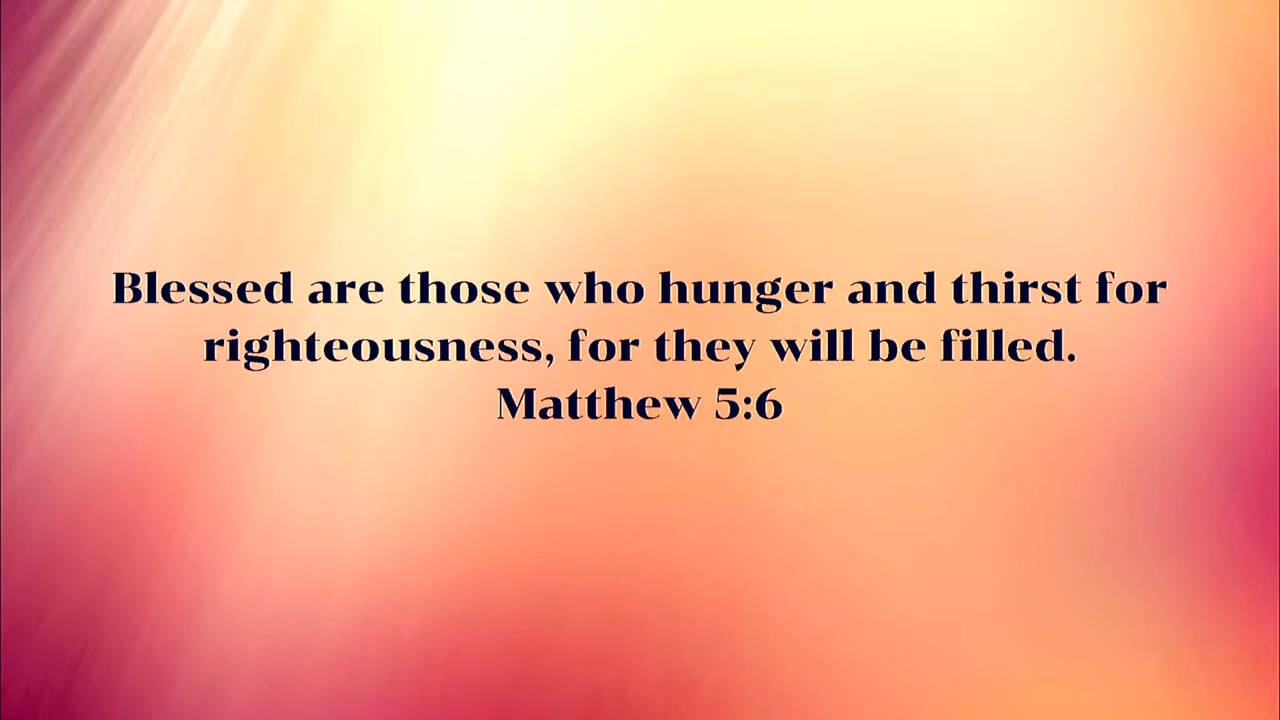 Blessed are those who hunger and thirst for
righteousness, for they will be filled.
Matthew 5:6